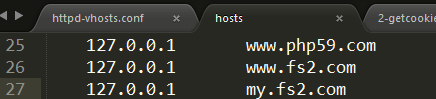 httpd-vhosts.conf × hosts × 2-getcookie
25 127.0.0.1 www.php59.com
26 127.0.0.1 www.fs2.com
27 127.0.0.1 my.fs2.com